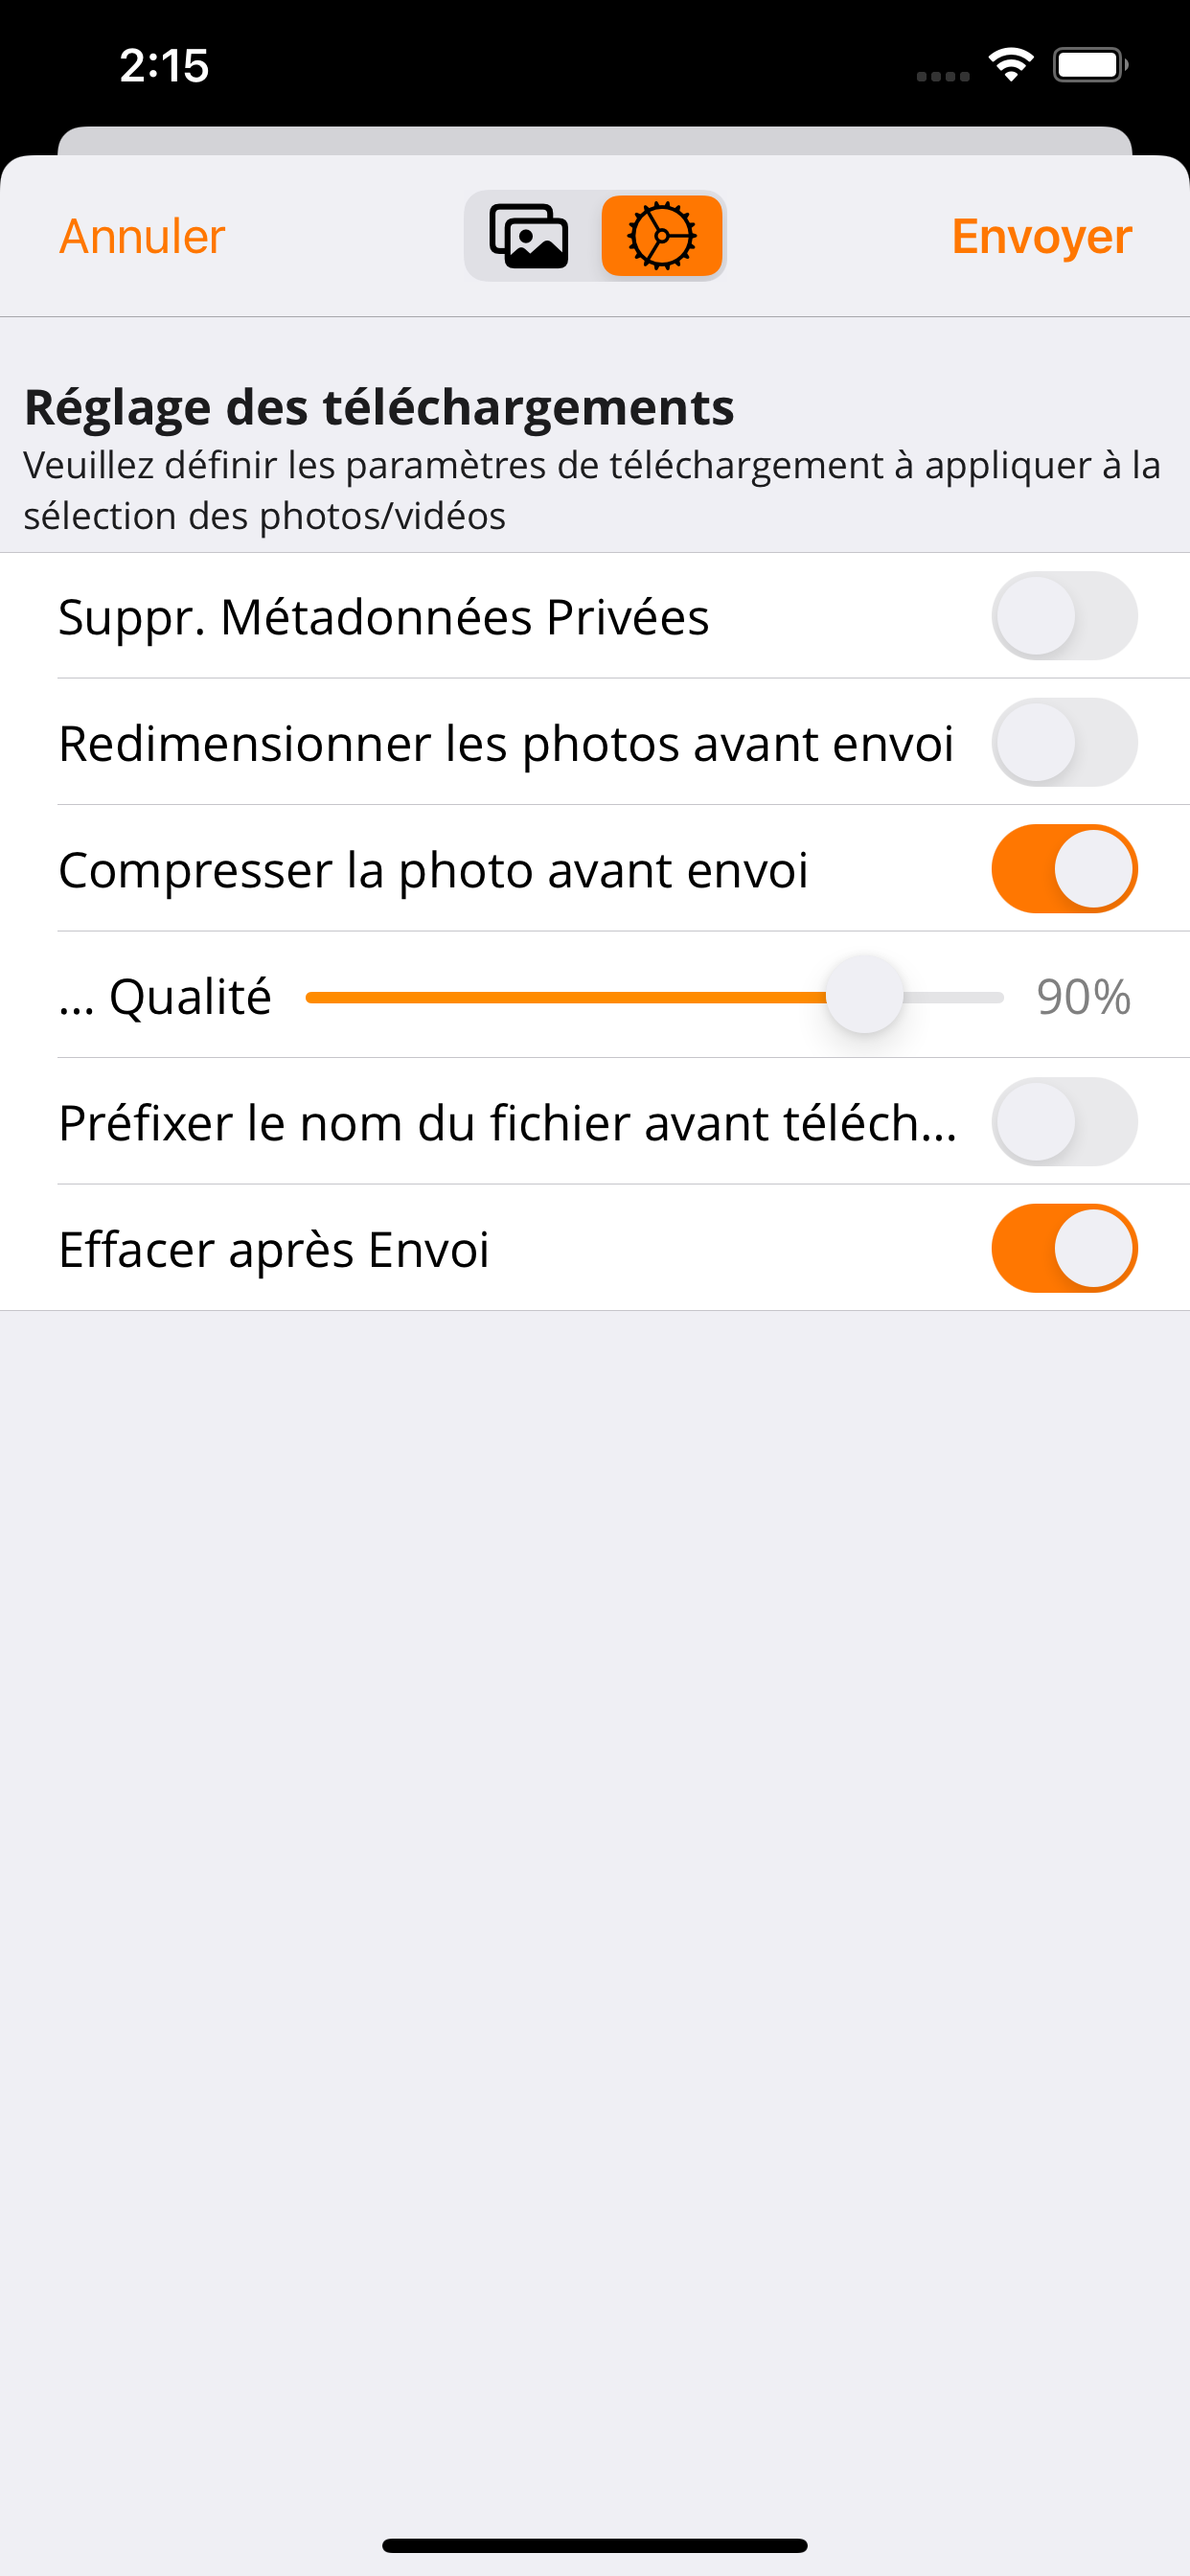 2:15
Annuler
Envoyer
Réglage des téléchargements
Veuillez définir les paramètres de téléchargement à appliquer à la
sélection des photos/vidéos
Suppr. Métadonnées Privées
Redimensionner les photos avant envoi
Compresser la photo avant envoi
… Qualité 90%
Préfixer le nom du fichier avant téléch…
Effacer après Envoi